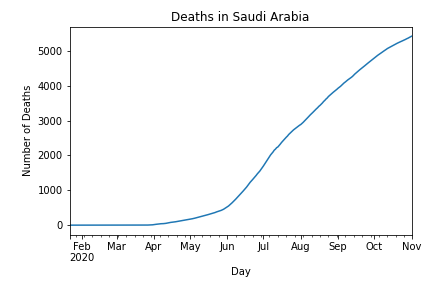 Deaths in Saudi Arabia
Number of Deaths
5000
4000
3000
2000
1000
0
Feb Mar Apr May Jun Jul Aug Sep Oct Nov
2020
Day